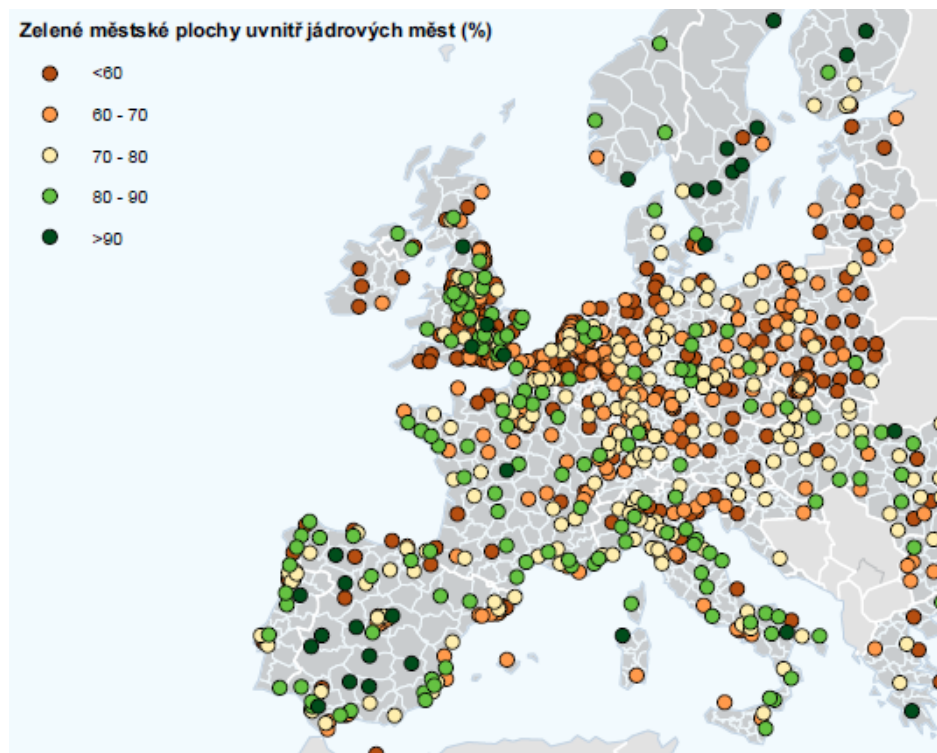 Zelené městské plochy uvnitř jádrových měst (%)
<60
60 - 70
70 - 80
80 - 90
>90